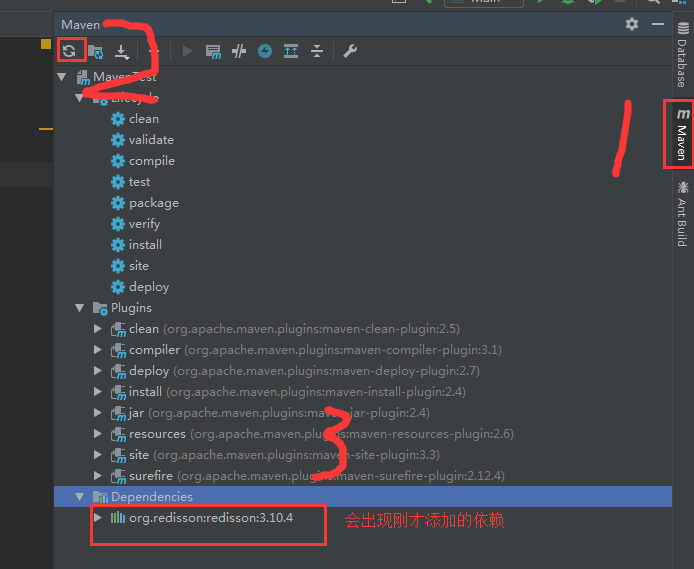 Main
Maven
MavenTest
Lifecycle
clean
validate
compile
test
package
verify
install
site
deploy
Plugins
clean (org.apache.maven.plugins:maven-clean-plugin:2.5)
compiler (org.apache.maven.plugins:maven-compiler-plugin:3.1)
deploy (org.apache.maven.plugins:maven-deploy-plugin:2.7)
install (org.apache.maven.plugins:maven-install-plugin:2.4)
jar (org.apache.maven.plugins:maven-jar-plugin:2.4)
resources (org.apache.maven.plugins:maven-resources-plugin:2.6)
site (org.apache.maven.plugins:maven-site-plugin:3.3)
surefire (org.apache.maven.plugins:maven-surefire-plugin:2.12.4)
Dependencies
org.redisson:redisson:3.10.4 会出现刚才添加的依赖
1
2
3
Database
m Maven
Ant Build